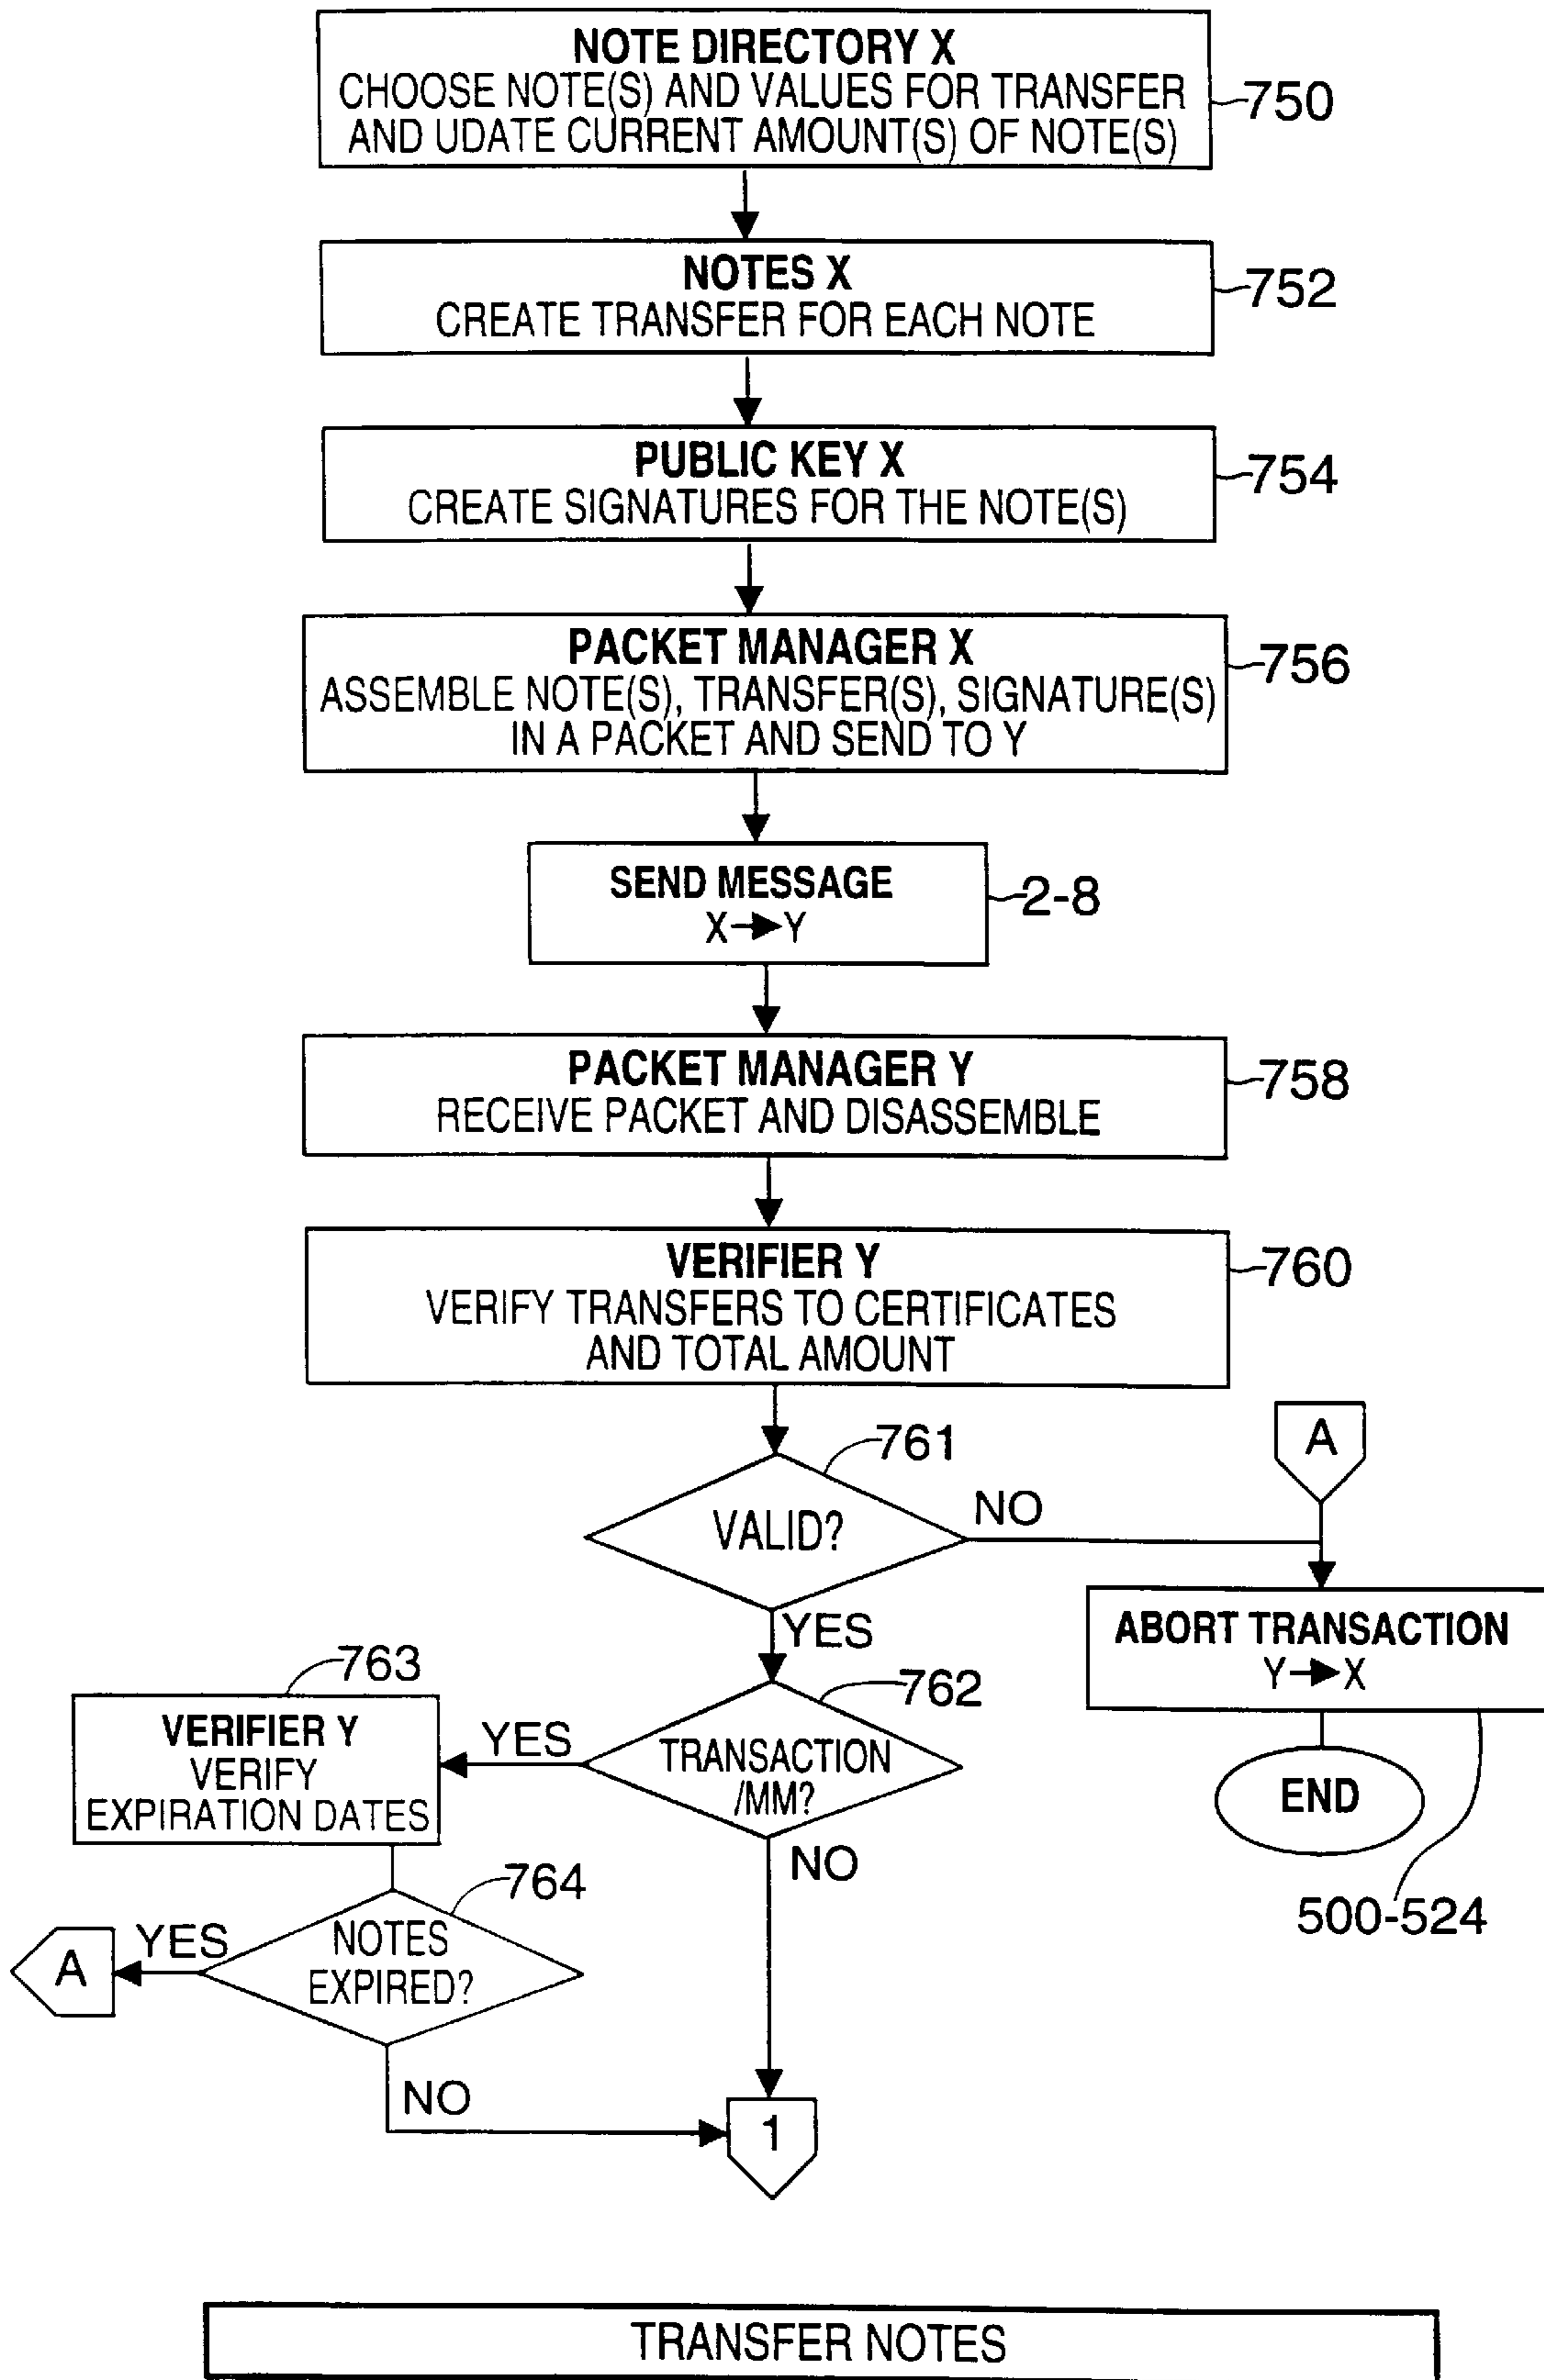 NOTE DIRECTORY X
CHOOSE NOTE(S) AND VALUES FOR TRANSFER
AND UDATE CURRENT AMOUNT(S) OF NOTE(S)
750
NOTES X
CREATE TRANSFER FOR EACH NOTE
752
PUBLIC KEY X
CREATE SIGNATURES FOR THE NOTE(S)
754
PACKET MANAGER X
ASSEMBLE NOTE(S), TRANSFER(S), SIGNATURE(S)
IN A PACKET AND SEND TO Y
756
SEND MESSAGE
X→Y
2-8
PACKET MANAGER Y
RECEIVE PACKET AND DISASSEMBLE
758
VERIFIER Y
VERIFY TRANSFERS TO CERTIFICATES
AND TOTAL AMOUNT
760
761
VALID?
NO
A
YES
ABORT TRANSACTION
Y→X
END
500-524
762
TRANSACTION
/MM?
YES
763
VERIFIER Y
VERIFY
EXPIRATION DATES
NO
764
NOTES
EXPIRED?
YES
A
NO
1
TRANSFER NOTES